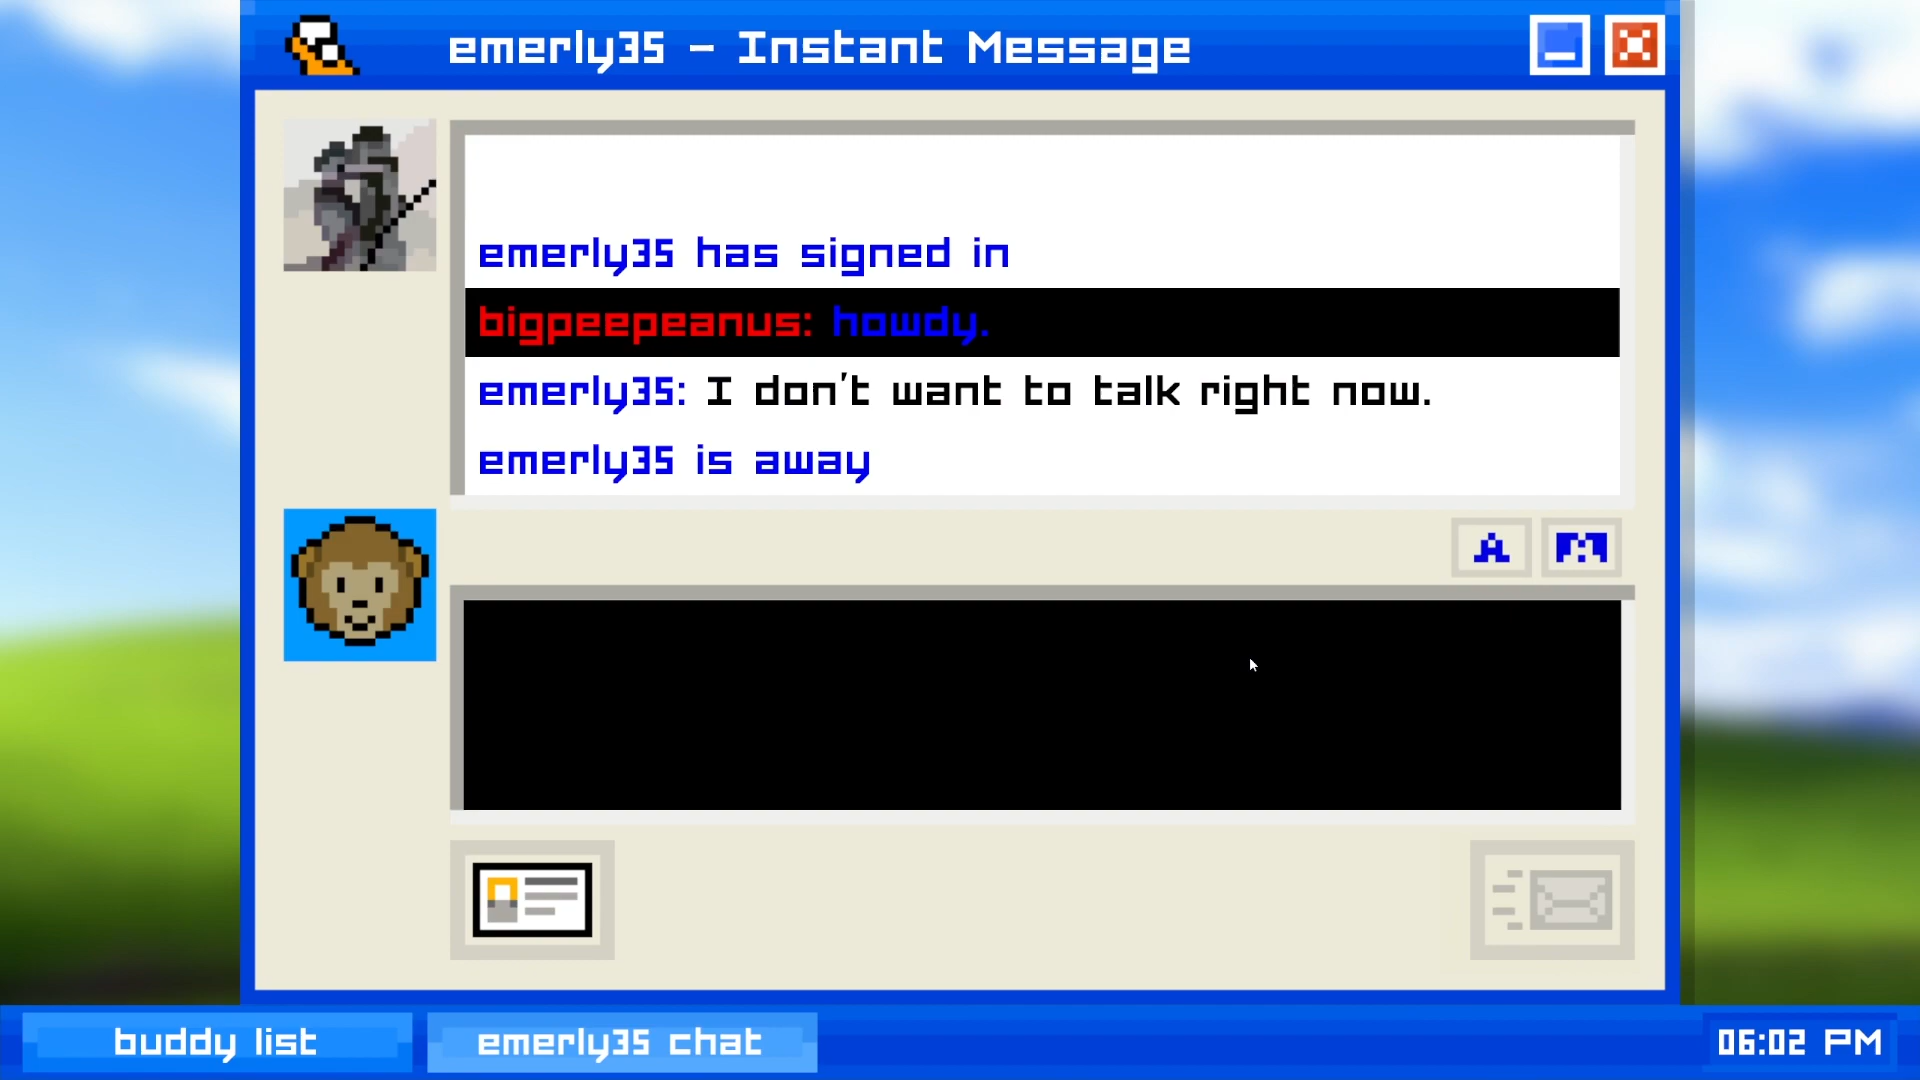 emerly35 - Instant Message
emerly35 has signed in
bigpeepeanus: howdy.
emerly35: I don't want to talk right now.
emerly35 is away
A M
buddy list
emerly35 chat
06:02 PM